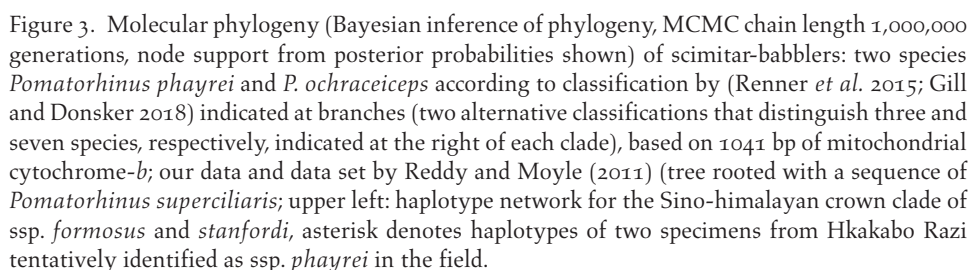 Figure 3. Molecular phylogeny (Bayesian inference of phylogeny, MCMC chain length 1,000,000
generations, node support from posterior probabilities shown) of scimitar-babblers: two species
Pomatorhinus phayrei and P. ochraceiceps according to classification by (Renner et al. 2015; Gill
and Donsker 2018) indicated at branches (two alternative classifications that distinguish three and
seven species, respectively, indicated at the right of each clade), based on 1041 bp of mitochondrial
cytochrome-b; our data and data set by Reddy and Moyle (2011) (tree rooted with a sequence of
Pomatorhinus superciliaris; upper left: haplotype network for the Sino-himalayan crown clade of
ssp. formosus and stanfordi, asterisk denotes haplotypes of two specimens from Hkakabo Razi
tentatively identified as ssp. phayrei in the field.